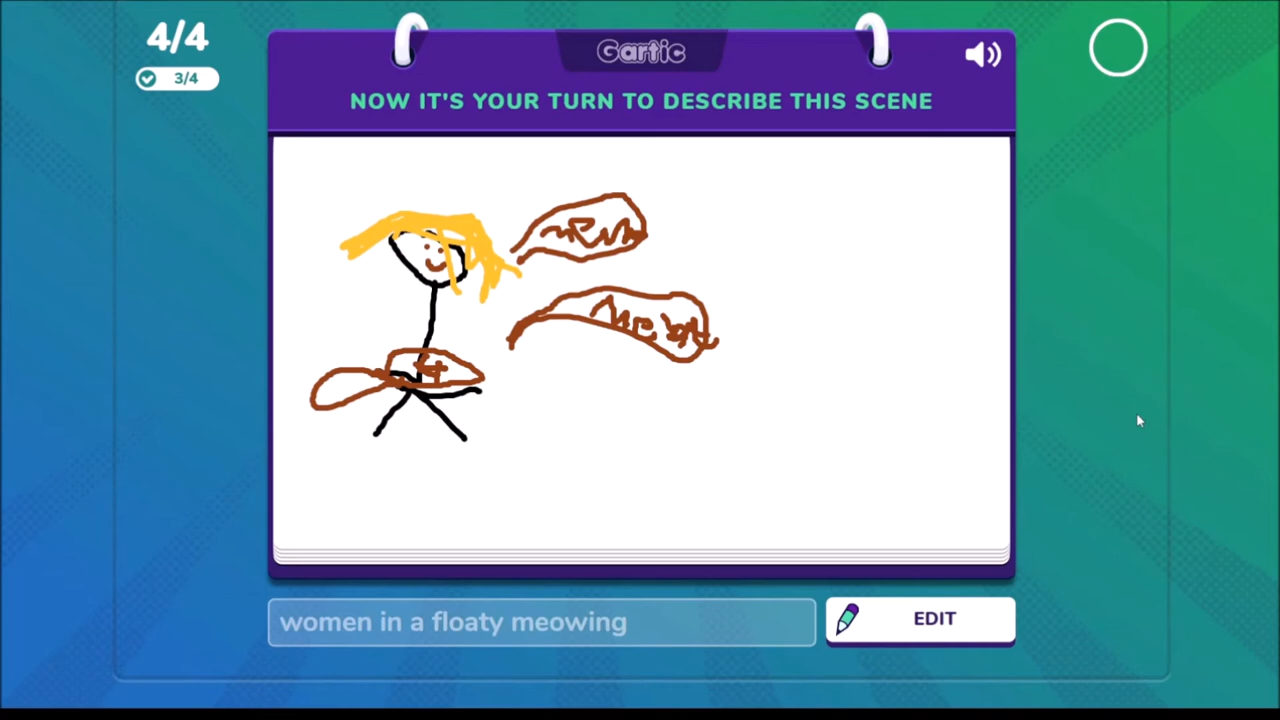 4/4
3/4
Gartic
NOW IT'S YOUR TURN TO DESCRIBE THIS SCENE
women in a floaty meowing
EDIT